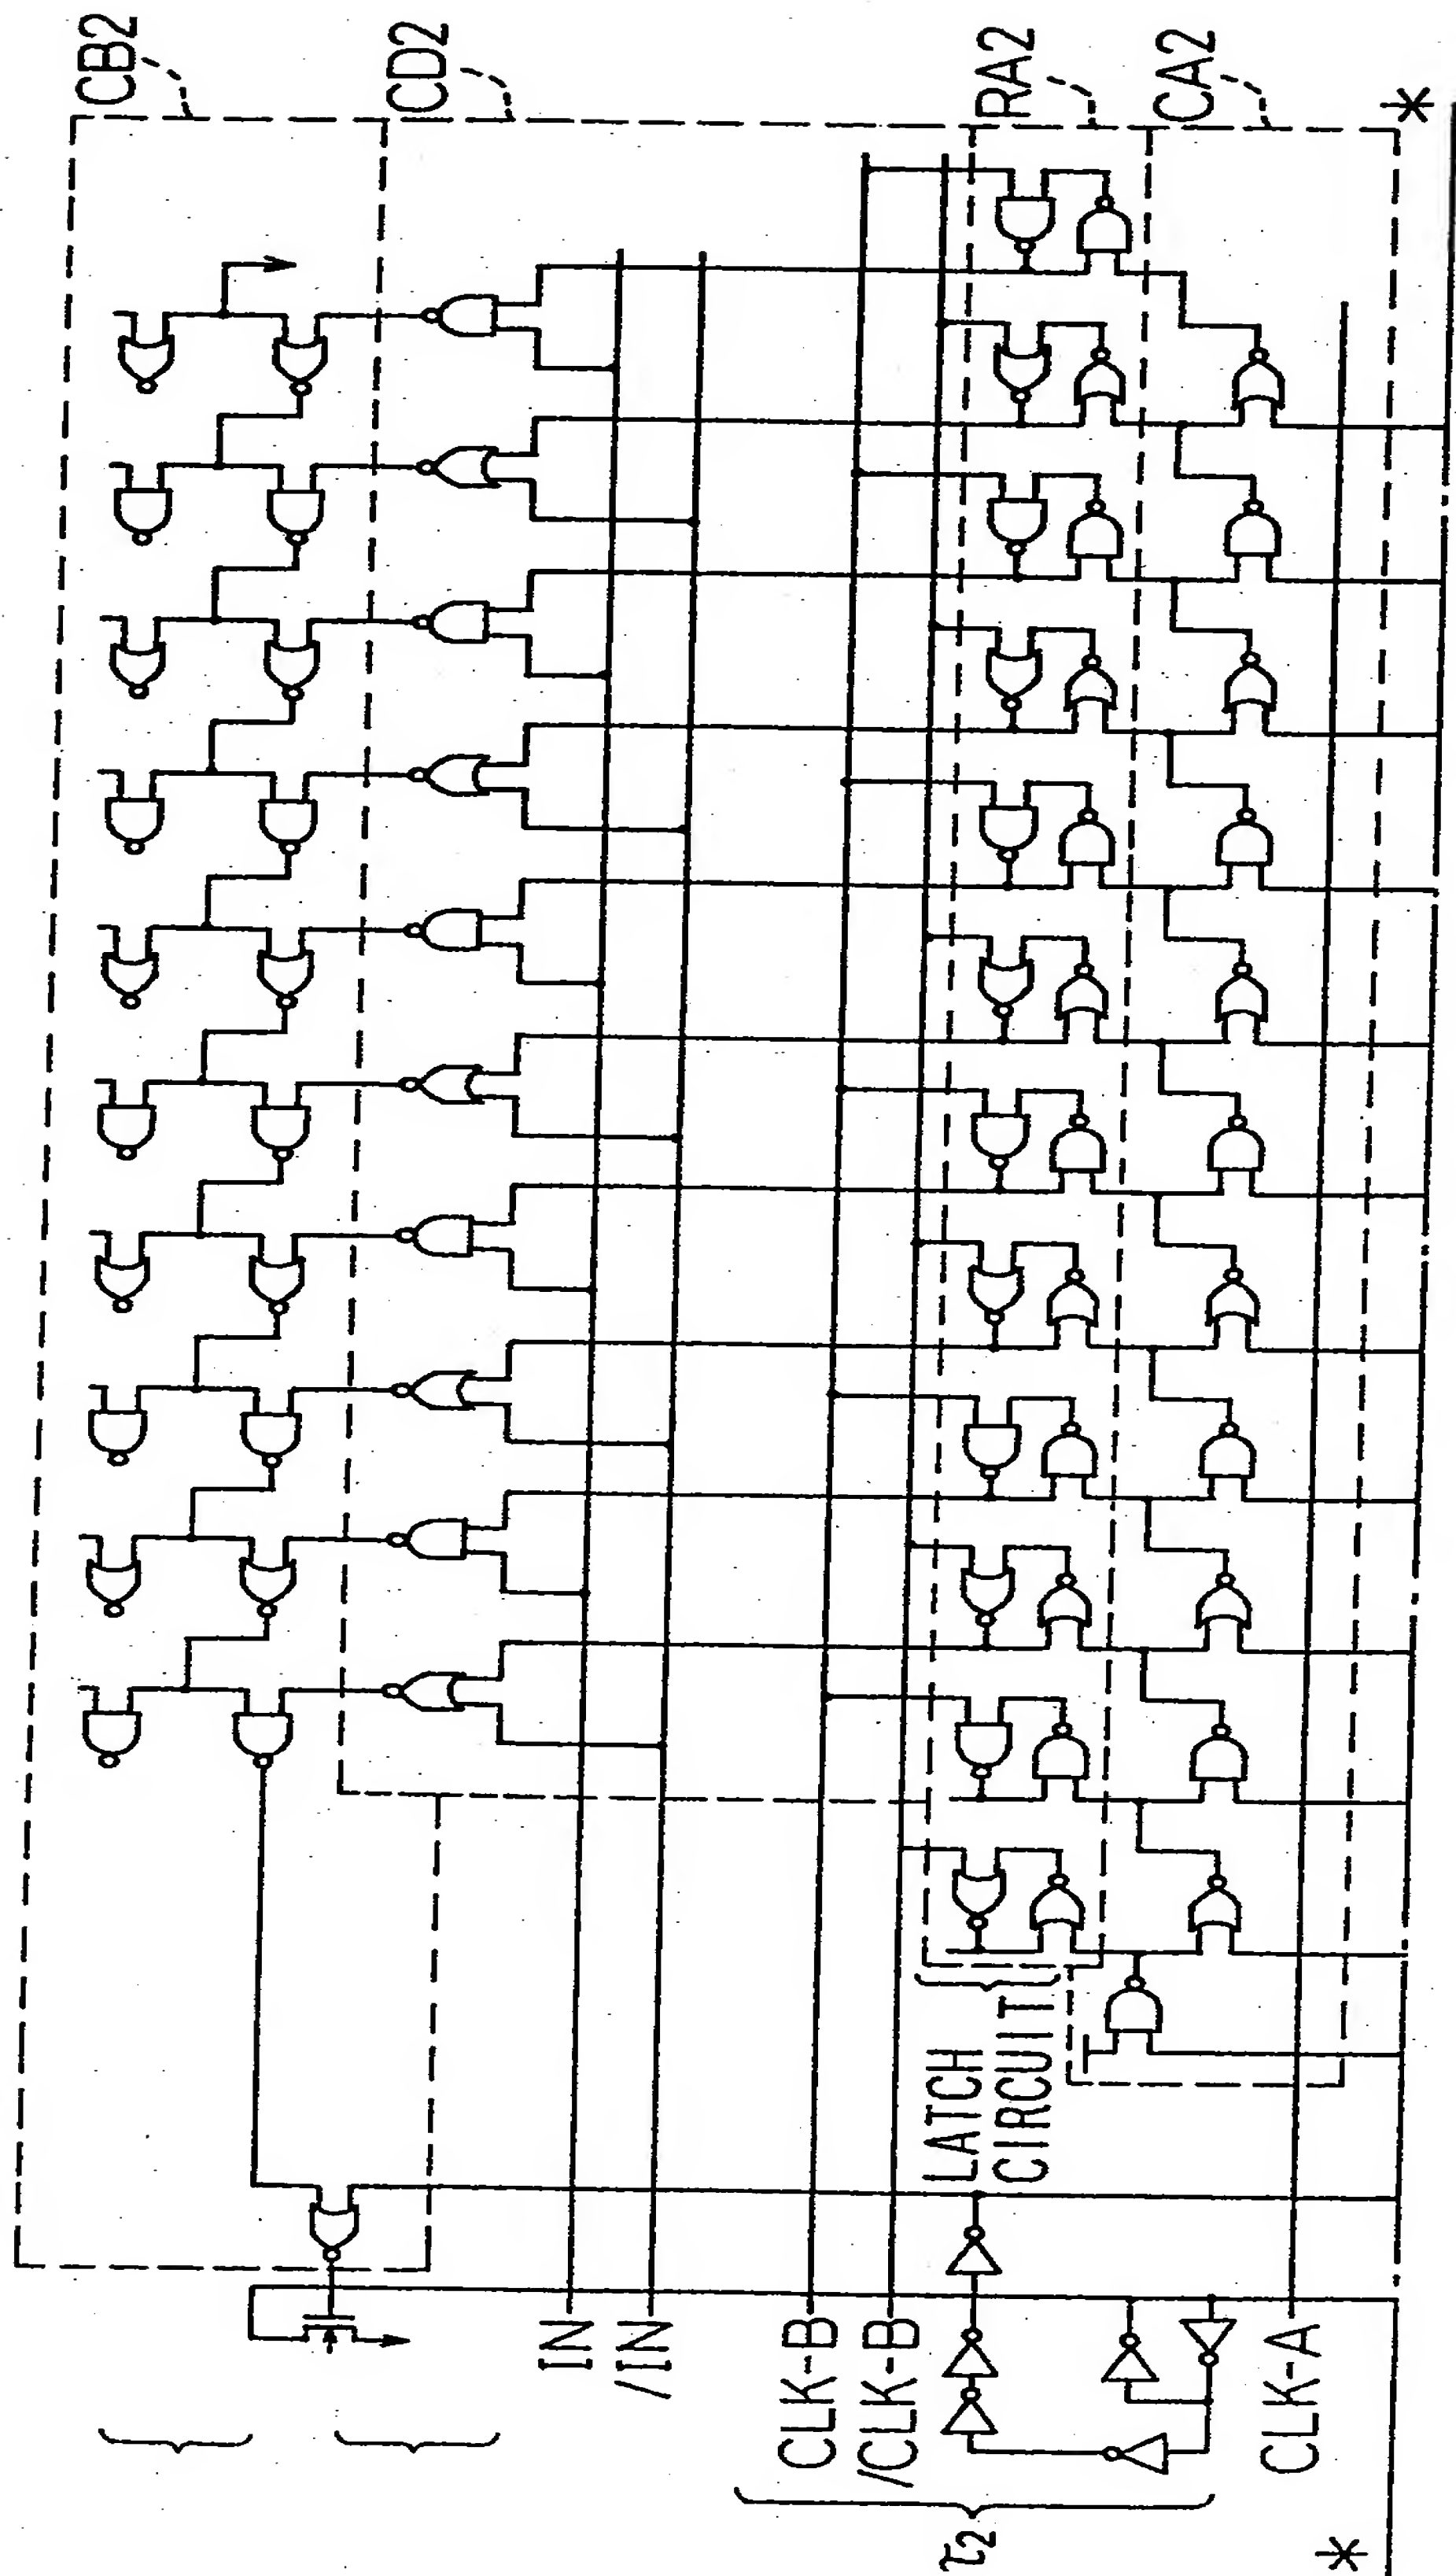 CB2
CD2
RA2
CA2
*
IN
/IN
CLK-B
/CLK-B
LATCH
CIRCUIT
CLK-A
τ2
*